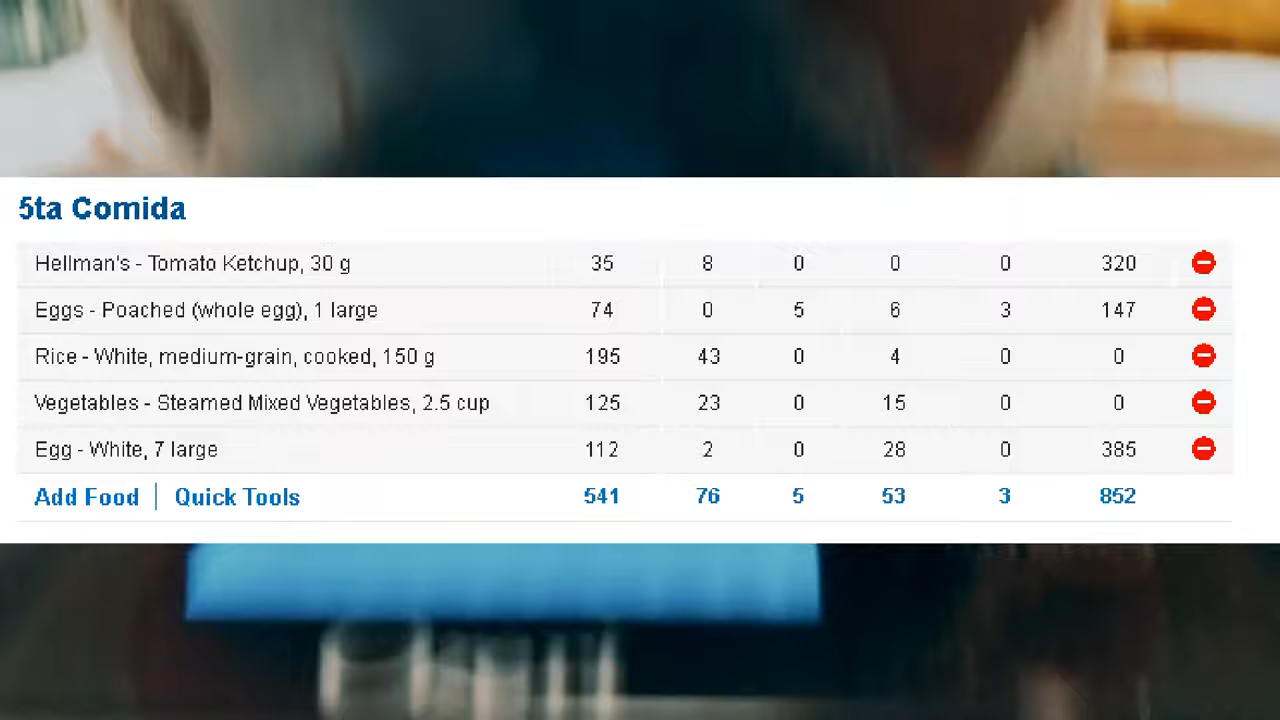 5ta Comida
Hellman's - Tomato Ketchup, 30 g 35 8 0 0 0 320
Eggs - Poached (whole egg), 1 large 74 0 5 6 3 147
Rice - White, medium-grain, cooked, 150 g 195 43 0 4 0 0
Vegetables - Steamed Mixed Vegetables, 2.5 cup 125 23 0 15 0 0
Egg - White, 7 large 112 2 0 28 0 385
Add Food | Quick Tools 541 76 5 53 3 852